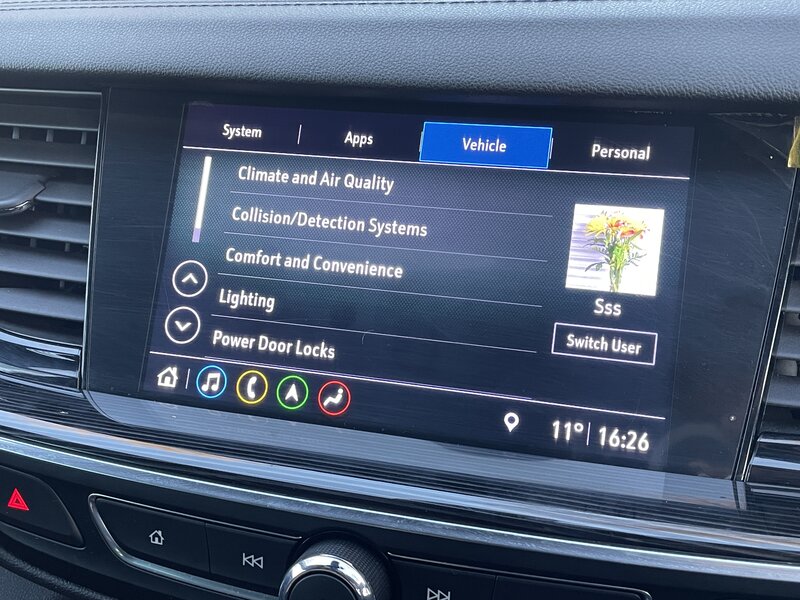 System
Apps
Vehicle
Personal
Climate and Air Quality
Collision/Detection Systems
Comfort and Convenience
Lighting
Power Door Locks
Sss
Switch User
11° 16:26